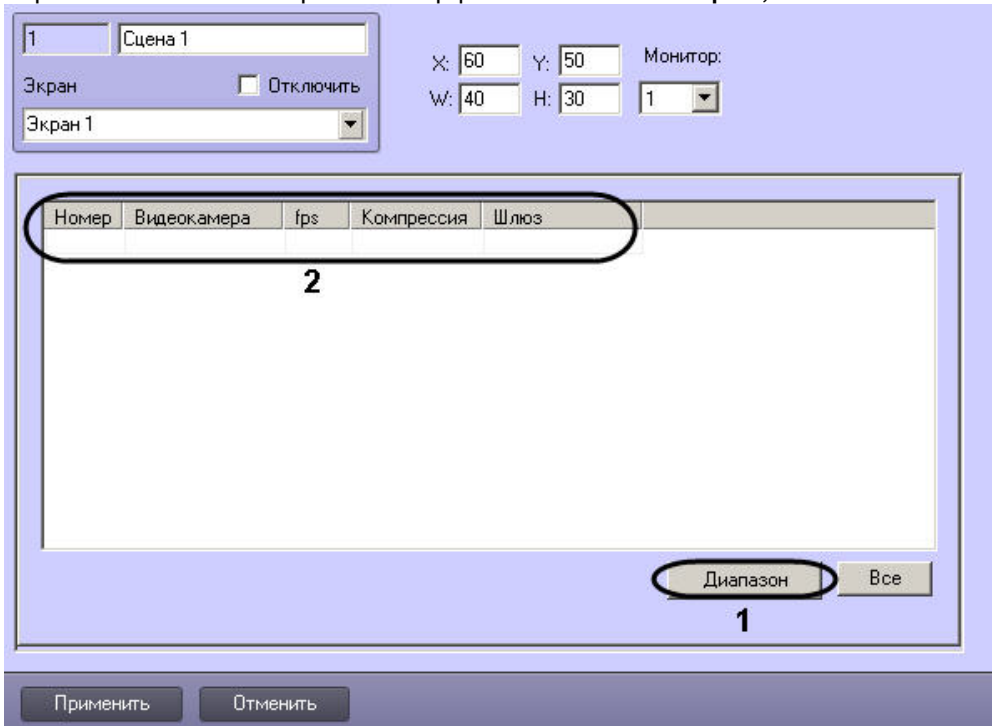 1 Сцена 1
X: 60 Y: 50 Монитор:
Экран Отключить
W: 40 H: 30 1
Экран 1
Номер Видеокамера fps Компрессия Шлюз
2
Диапазон Все
1
Применить Отменить